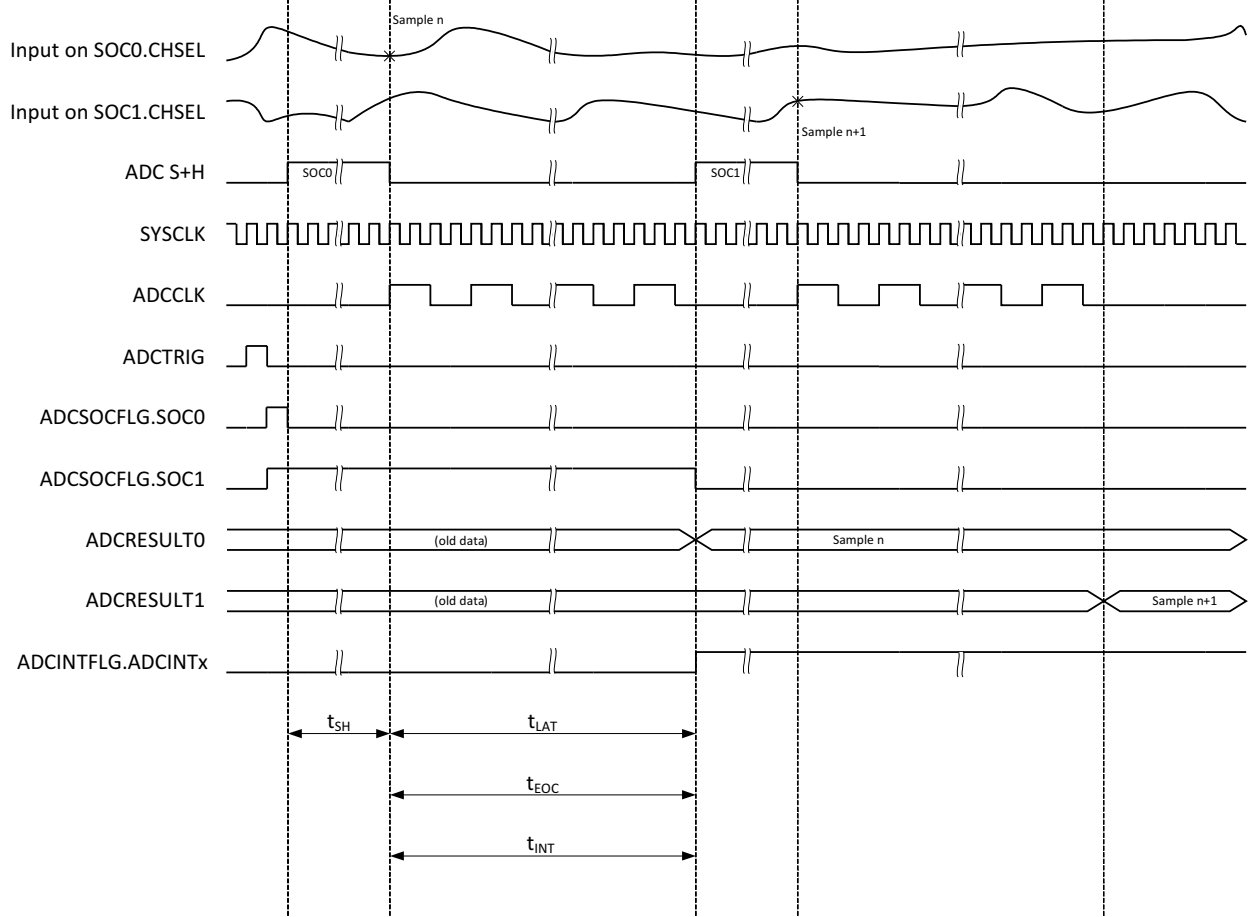 Sample n
Input on SOC0.CHSEL
Input on SOC1.CHSEL
Sample n+1
ADC S+H
SOC0
SOC1
SYSCLK
ADCCLK
ADCTRIG
ADCSOCFLG.SOC0
ADCSOCFLG.SOC1
ADCRESULT0
(old data)
Sample n
ADCRESULT1
(old data)
Sample n+1
ADCINTFLG.ADCINTx
tSH
tLAT
tEOC
tINT